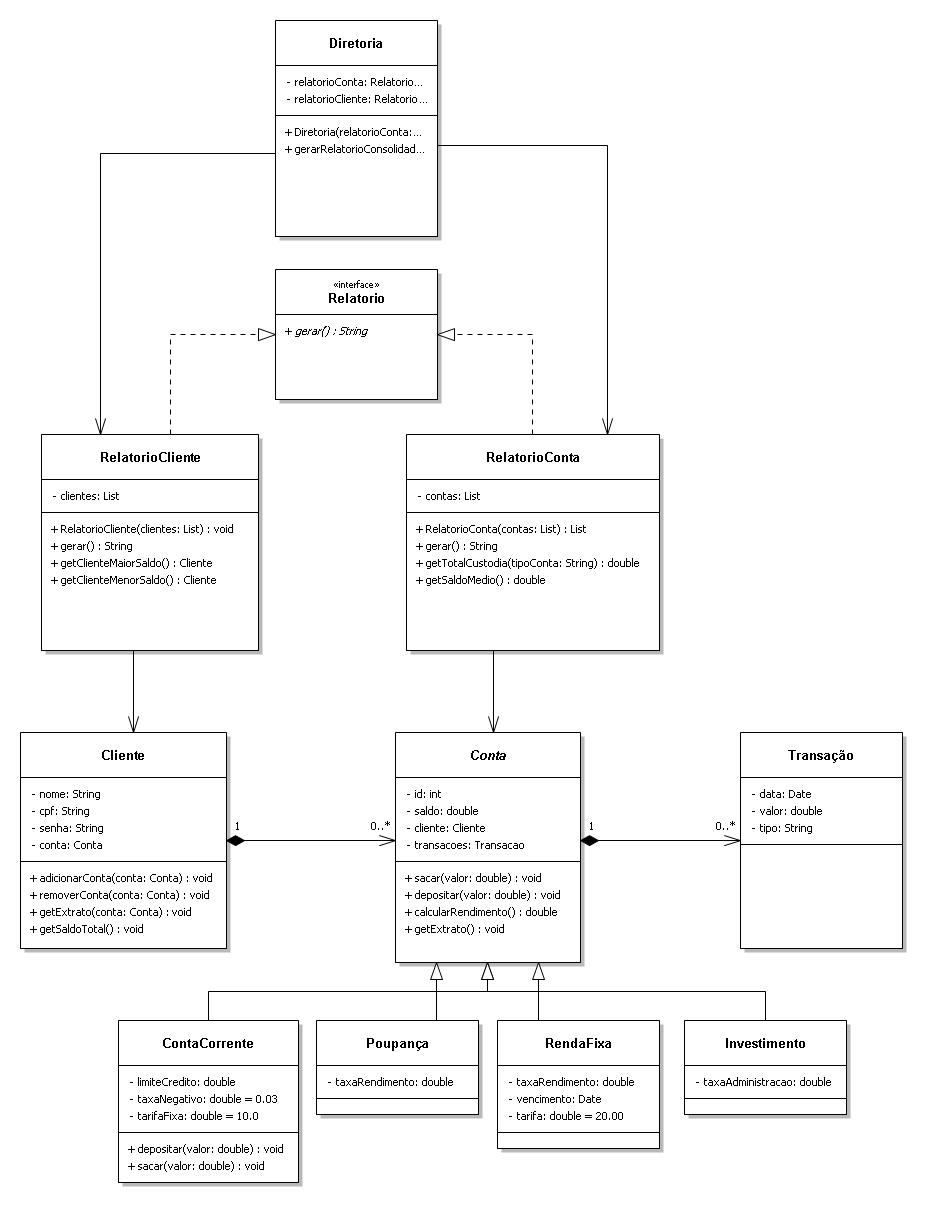 Diretoria
- relatorioConta: Relatorio...
- relatorioCliente: Relatorio...
+ Diretoria(relatorioConta:...
+ gerarRelatorioConsolidad...
«interface»
Relatorio
+ gerar() : String
RelatorioCliente
- clientes: List
+ RelatorioCliente(clientes: List) : void
+ gerar() : String
+ getClienteMaiorSaldo() : Cliente
+ getClienteMenorSaldo() : Cliente
RelatorioConta
- contas: List
+ RelatorioConta(contas: List) : List
+ gerar() : String
+ getTotalCustodia(tipoConta: String) : double
+ getSaldoMedio() : double
Cliente
- nome: String
- cpf: String
- senha: String
- conta: Conta
+ adicionarConta(conta: Conta) : void
+ removerConta(conta: Conta) : void
+ getExtrato(conta: Conta) : void
+ getSaldoTotal() : void
1
0..*
Conta
- id: int
- saldo: double
- cliente: Cliente
- transacoes: Transacao
+ sacar(valor: double) : void
+ depositar(valor: double) : void
+ calcularRendimento() : double
+ getExtrato() : void
1
0..*
Transação
- data: Date
- valor: double
- tipo: String
ContaCorrente
- limiteCredito: double
- taxaNegativo: double = 0.03
- tarifaFixa: double = 10.0
+ depositar(valor: double) : void
+ sacar(valor: double) : void
Poupança
- taxaRendimento: double
RendaFixa
- taxaRendimento: double
- vencimento: Date
- tarifa: double = 20.00
Investimento
- taxaAdministracao: double